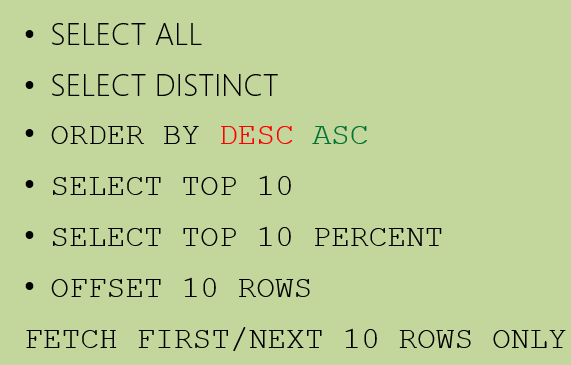 • SELECT ALL
• SELECT DISTINCT
• ORDER BY DESC ASC
• SELECT TOP 10
• SELECT TOP 10 PERCENT
• OFFSET 10 ROWS
FETCH FIRST/NEXT 10 ROWS ONLY